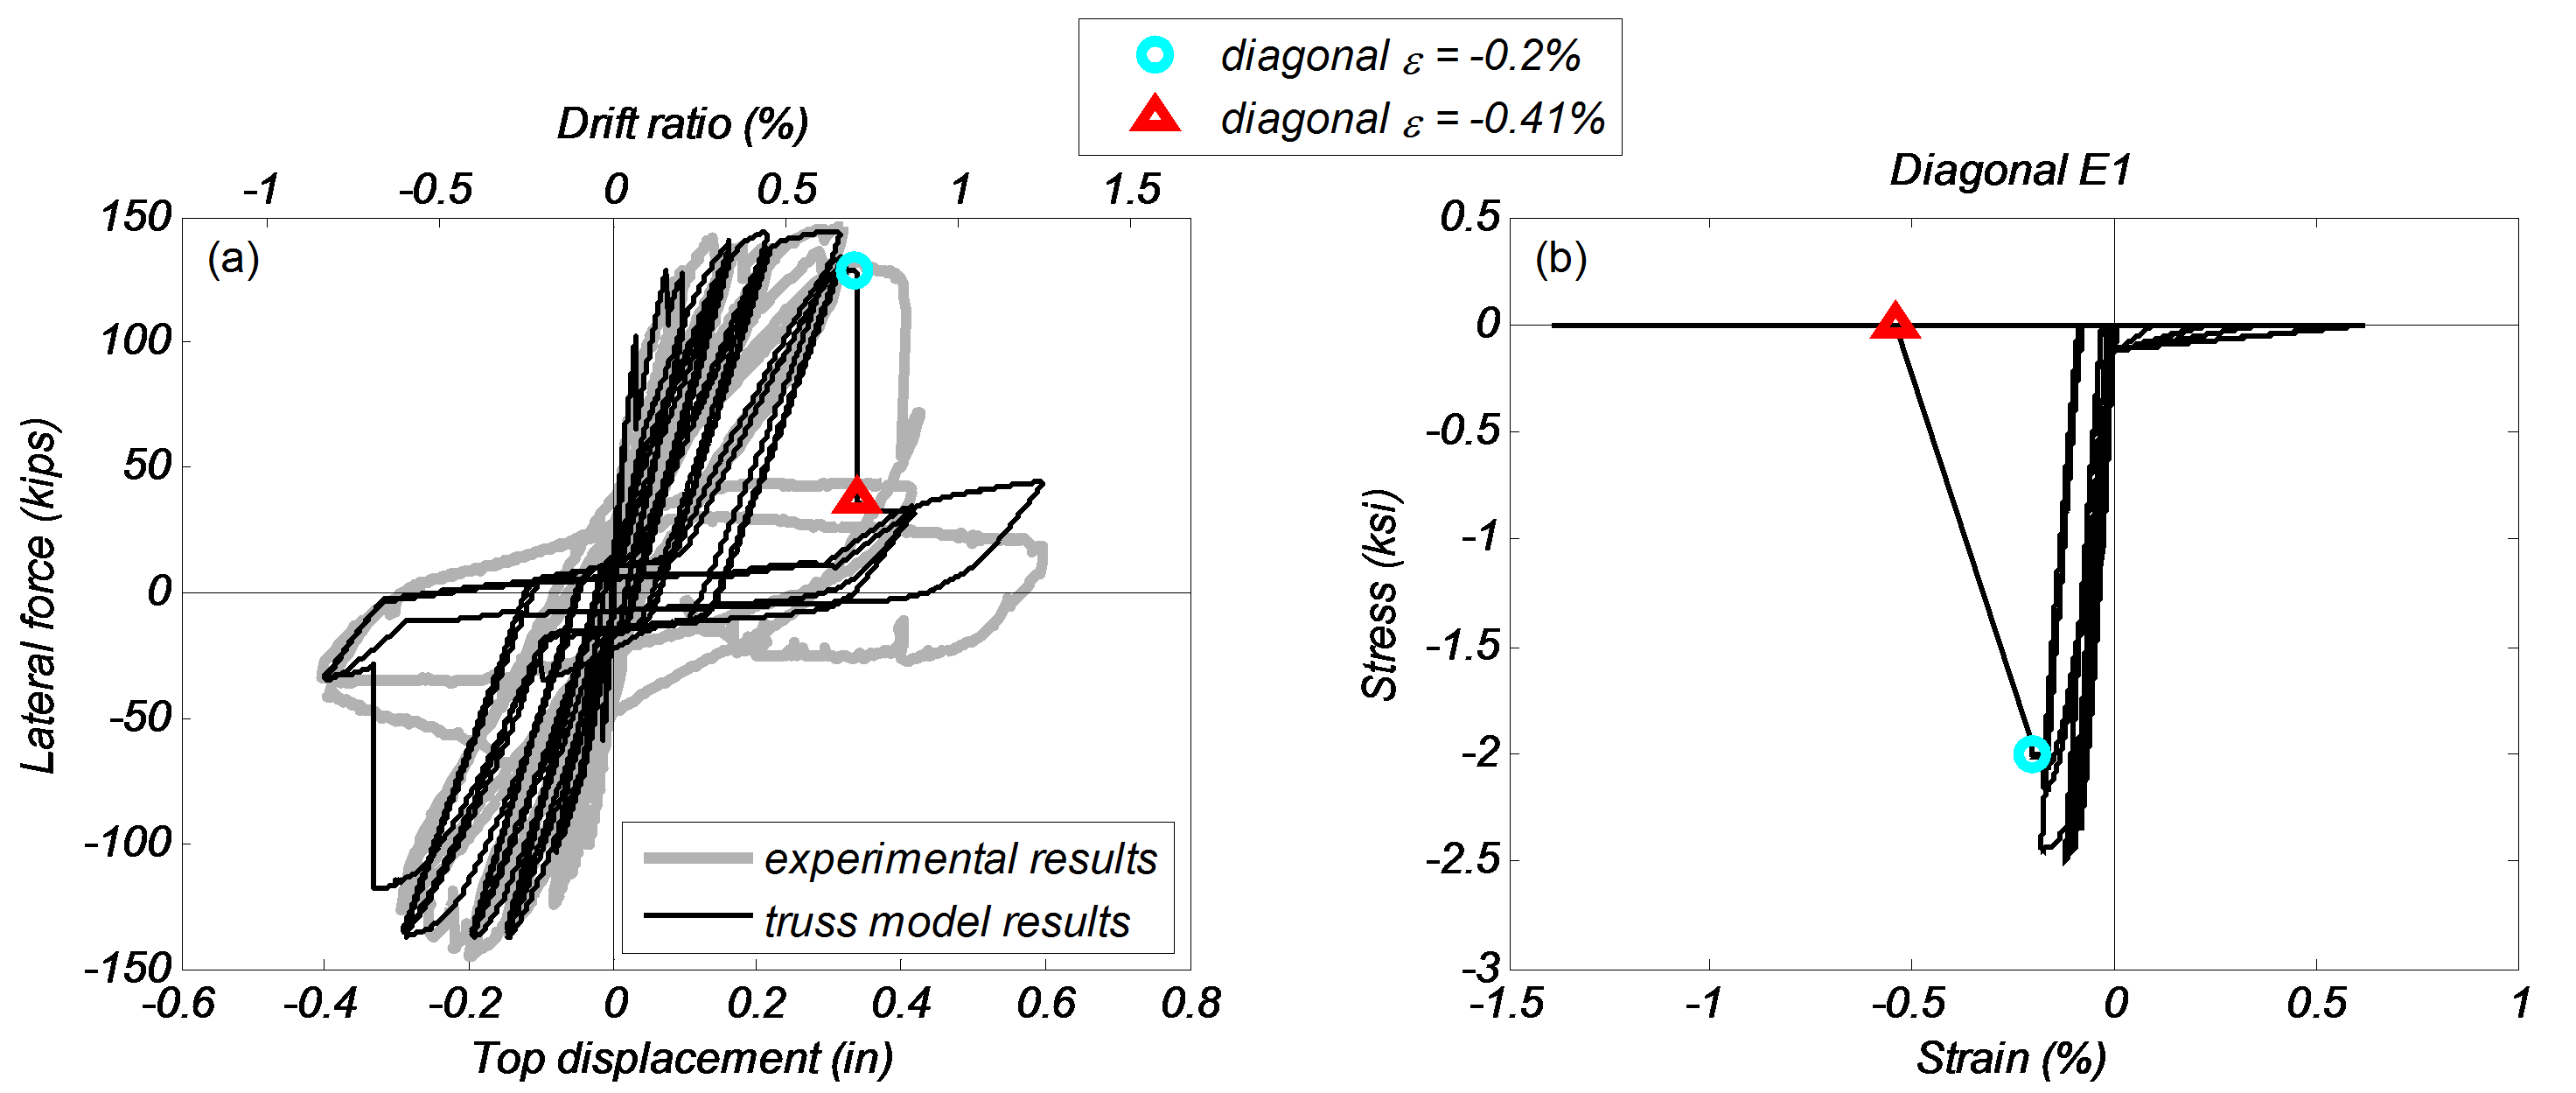 diagonal ε = -0.2%
diagonal ε = -0.41%
Drift ratio (%)
-1 -0.5 0 0.5 1 1.5
(a)
150
100
50
0
-50
-100
-150
Lateral force (kips)
experimental results
truss model results
-0.6 -0.4 -0.2 0 0.2 0.4 0.6 0.8
Top displacement (in)
Diagonal E1
(b)
0.5
0
-0.5
-1
-1.5
-2
-2.5
-3
Stress (ksi)
-1.5 -1 -0.5 0 0.5 1
Strain (%)